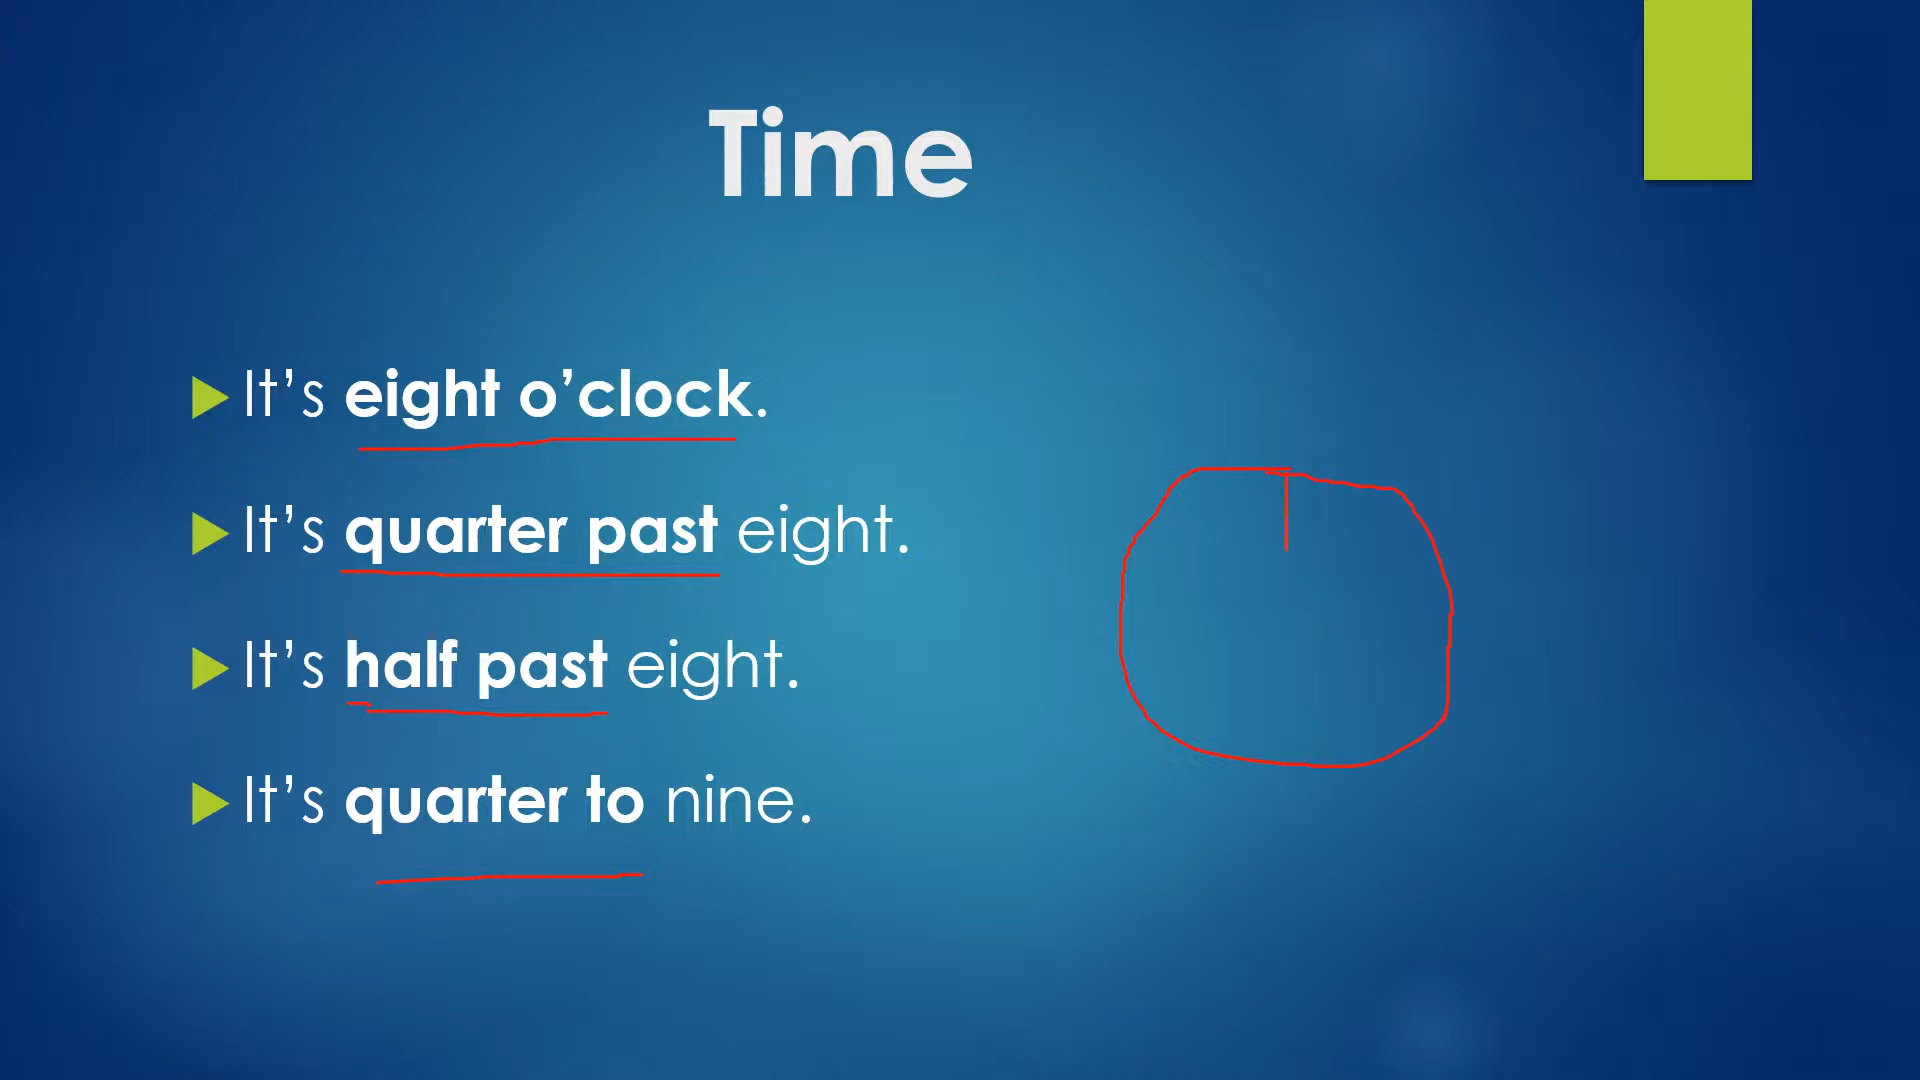 Time
It’s eight o’clock.
It’s quarter past eight.
It’s half past eight.
It’s quarter to nine.